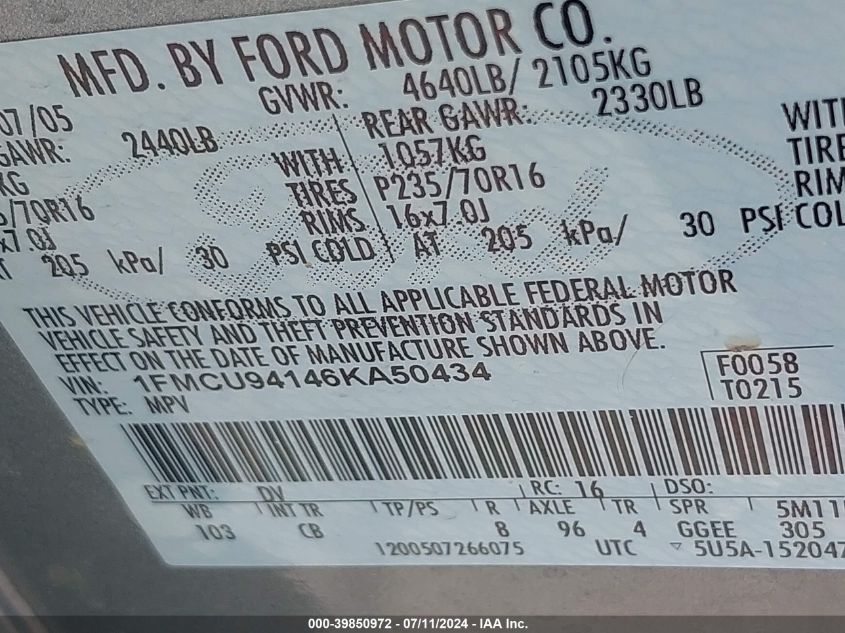 MFD. BY FORD MOTOR CO.
07/05 GVWR: 4640LB/ 2105KG
GAWR: 2440LB REAR GAWR: 2330LB
KG WITH 1057KG WITH
/70R16 TIRES P235/70R16 TIRE
x7.0J RIMS 16x7.0J RIM
AT 205 kPa/ 30 PSI COLD AT 205 kPa/ 30 PSI COL
THIS VEHICLE CONFORMS TO ALL APPLICABLE FEDERAL MOTOR
VEHICLE SAFETY AND THEFT PREVENTION STANDARDS IN
EFFECT ON THE DATE OF MANUFACTURE SHOWN ABOVE.
VIN: 1FMCU94146KA50434 F0058
TYPE: MPV T0215
EXT PNT: DV RC: 16 DSO:
WB INT TR TP/PS R AXLE TR SPR 5M11
103 CB 8 96 4 GGEE 305
1200507266075 UTC ▽ 5U5A-152047
000-39850972 - 07/11/2024 - IAA Inc.